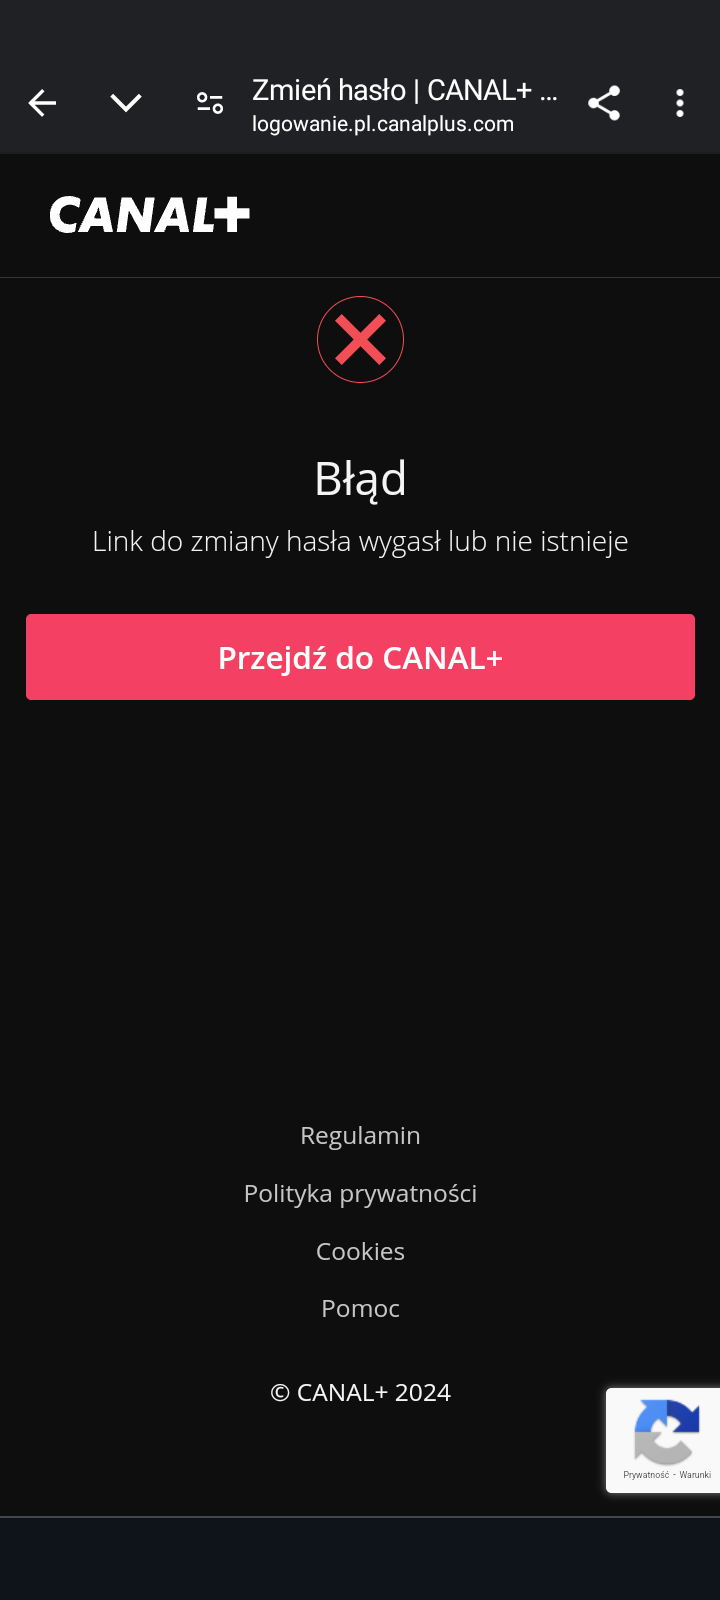 Zmień hasło | CANAL+ ...
logowanie.pl.canalplus.com
CANAL+
Błąd
Link do zmiany hasła wygasł lub nie istnieje
Przejdź do CANAL+
Regulamin
Polityka prywatności
Cookies
Pomoc
© CANAL+ 2024
Prywatność - Warunki